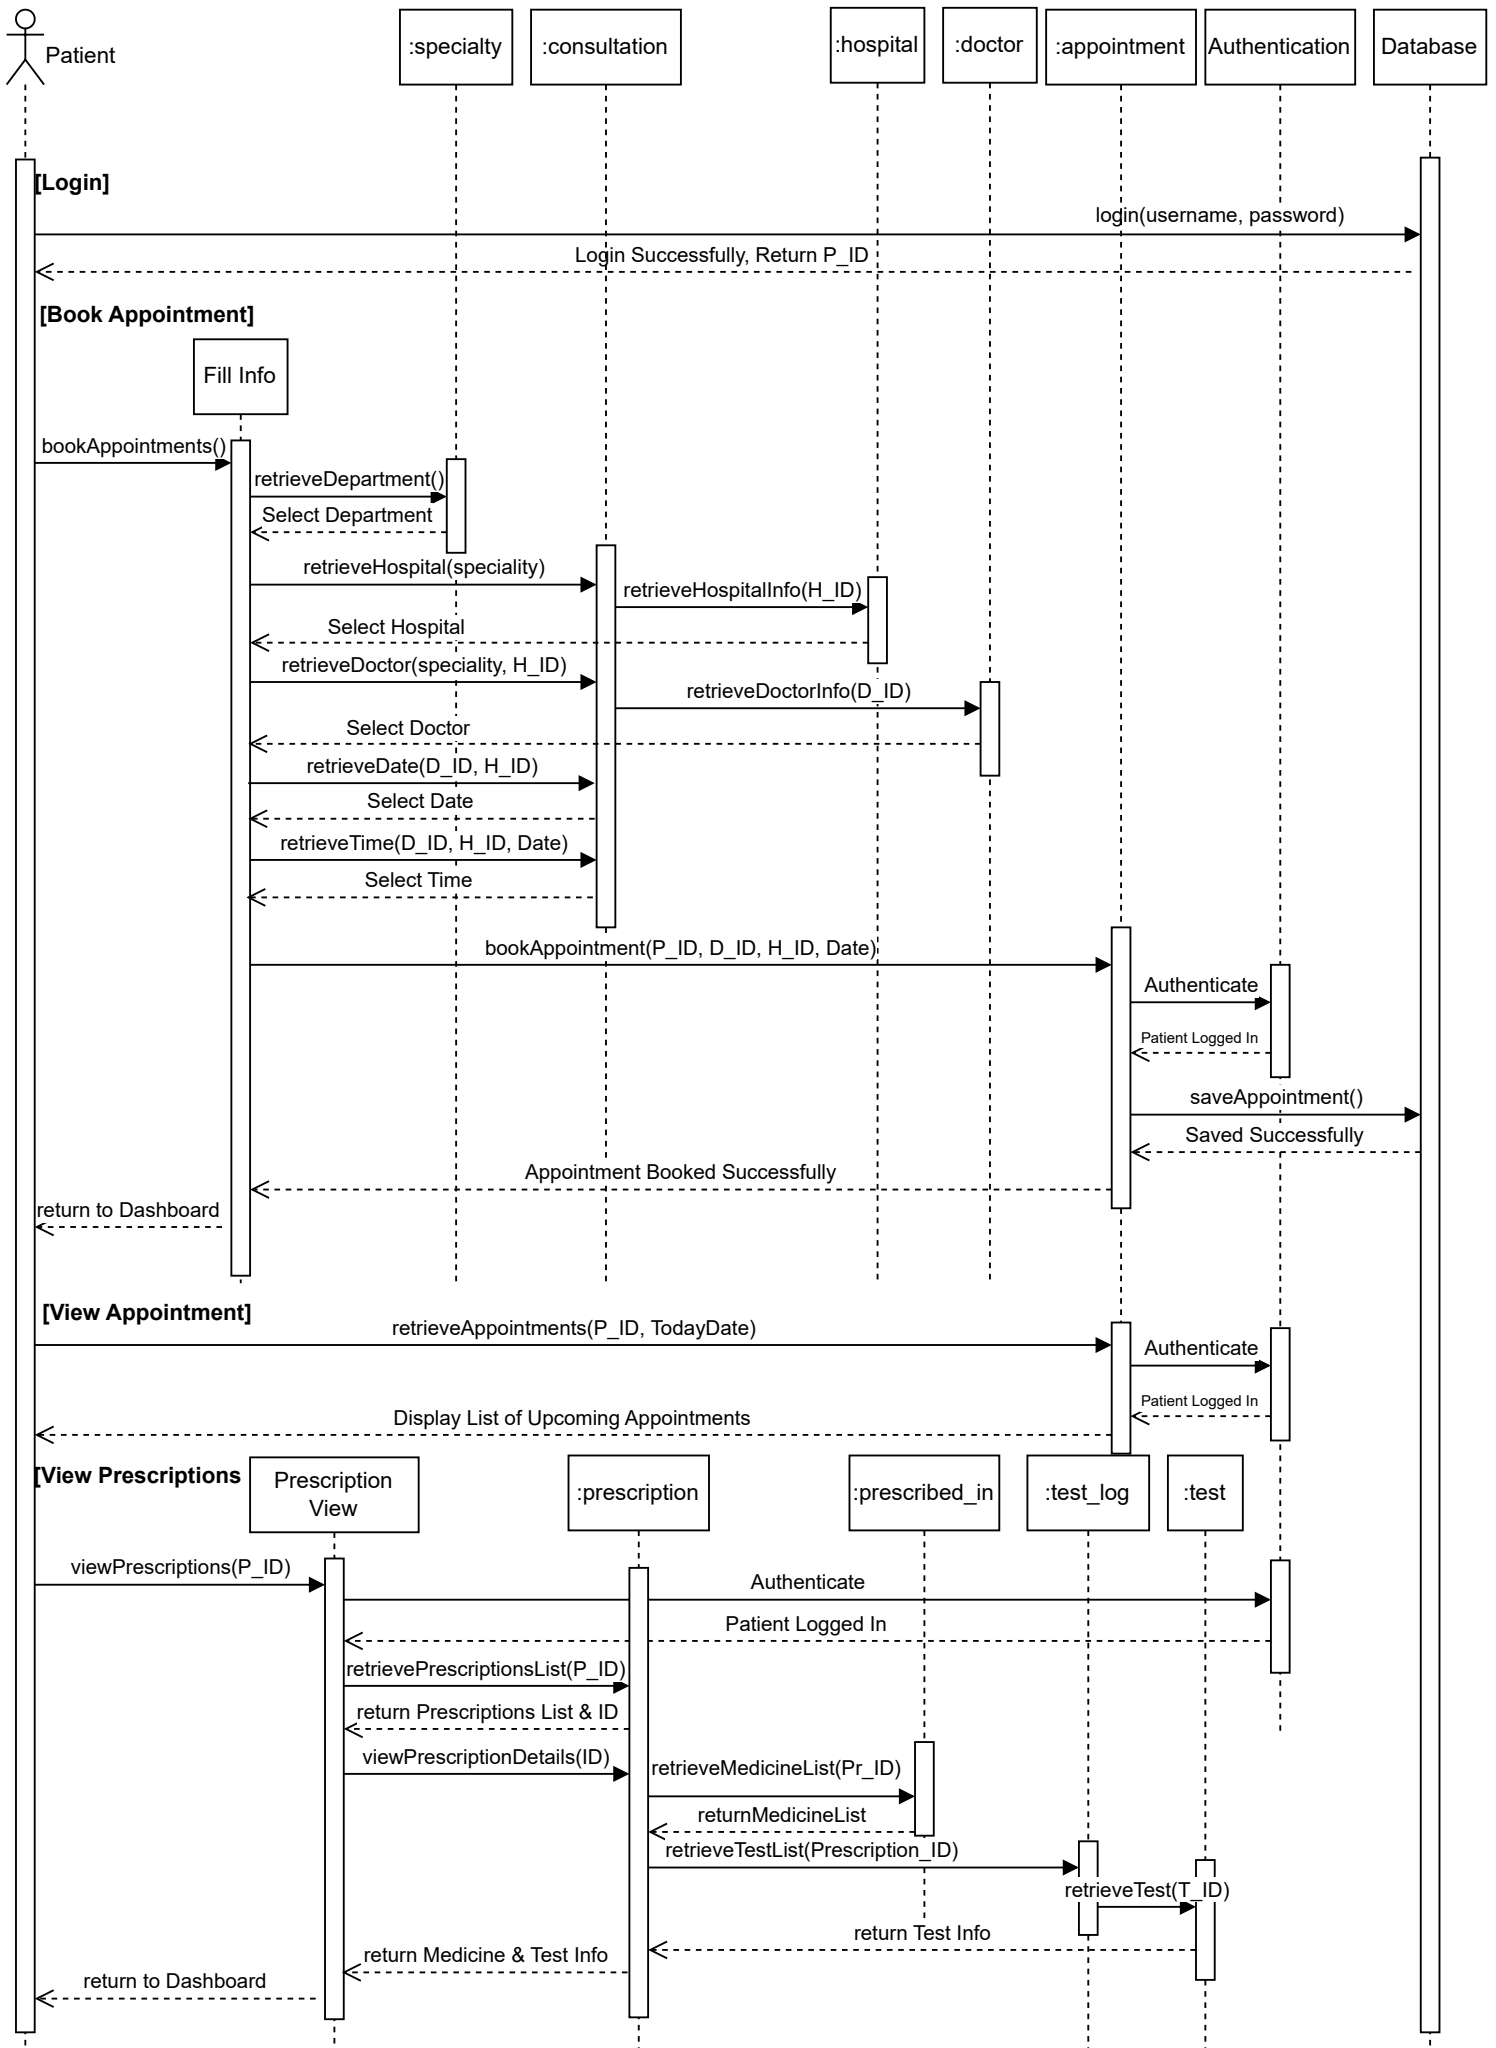 Patient
:specialty
:consultation
:hospital
:doctor
:appointment
Authentication
Database
[Login]
login(username, password)
Login Successfully, Return P_ID
[Book Appointment]
Fill Info
bookAppointments()
retrieveDepartment()
Select Department
retrieveHospital(speciality)
retrieveHospitalInfo(H_ID)
Select Hospital
retrieveDoctor(speciality, H_ID)
retrieveDoctorInfo(D_ID)
Select Doctor
retrieveDate(D_ID, H_ID)
Select Date
retrieveTime(D_ID, H_ID, Date)
Select Time
bookAppointment(P_ID, D_ID, H_ID, Date)
Authenticate
Patient Logged In
saveAppointment()
Saved Successfully
Appointment Booked Successfully
return to Dashboard
[View Appointment]
retrieveAppointments(P_ID, TodayDate)
Authenticate
Patient Logged In
Display List of Upcoming Appointments
[View Prescriptions
Prescription
View
:prescription
:prescribed_in
:test_log
:test
viewPrescriptions(P_ID)
Authenticate
Patient Logged In
retrievePrescriptionsList(P_ID)
return Prescriptions List & ID
viewPrescriptionDetails(ID)
retrieveMedicineList(Pr_ID)
returnMedicineList
retrieveTestList(Prescription_ID)
retrieveTest(T_ID)
return Test Info
return Medicine & Test Info
return to Dashboard